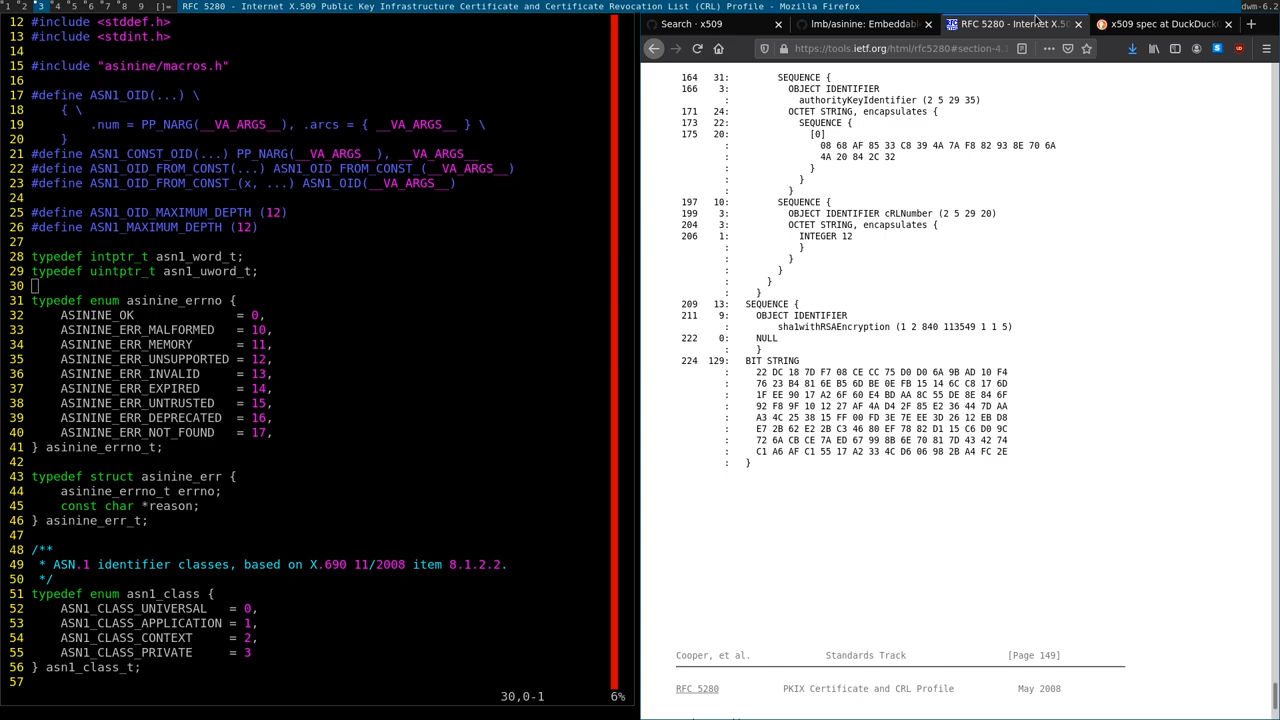 1 2 3 4 5 6 7 8 9 []= RFC 5280 - Internet X.509 Public Key Infrastructure Certificate and Certificate Revocation List (CRL) Profile - Mozilla Firefox dwm-6.2
12 #include <stddef.h>
13 #include <stdint.h>
14
15 #include "asinine/macros.h"
16
17 #define ASN1_OID(...) \
18 { \
19 .num = PP_NARG(__VA_ARGS__), .arcs = { __VA_ARGS__ } \
20 }
21 #define ASN1_CONST_OID(...) PP_NARG(__VA_ARGS__), __VA_ARGS__
22 #define ASN1_OID_FROM_CONST(...) ASN1_OID_FROM_CONST_(__VA_ARGS__)
23 #define ASN1_OID_FROM_CONST_(x, ...) ASN1_OID(__VA_ARGS__)
24
25 #define ASN1_OID_MAXIMUM_DEPTH (12)
26 #define ASN1_MAXIMUM_DEPTH (12)
27
28 typedef intptr_t asn1_word_t;
29 typedef uintptr_t asn1_uword_t;
30
31 typedef enum asinine_errno {
32 ASININE_OK = 0,
33 ASININE_ERR_MALFORMED = 10,
34 ASININE_ERR_MEMORY = 11,
35 ASININE_ERR_UNSUPPORTED = 12,
36 ASININE_ERR_INVALID = 13,
37 ASININE_ERR_EXPIRED = 14,
38 ASININE_ERR_UNTRUSTED = 15,
39 ASININE_ERR_DEPRECATED = 16,
40 ASININE_ERR_NOT_FOUND = 17,
41 } asinine_errno_t;
42
43 typedef struct asinine_err {
44 asinine_errno_t errno;
45 const char *reason;
46 } asinine_err_t;
47
48 /**
49 * ASN.1 identifier classes, based on X.690 11/2008 item 8.1.2.2.
50 */
51 typedef enum asn1_class {
52 ASN1_CLASS_UNIVERSAL = 0,
53 ASN1_CLASS_APPLICATION = 1,
54 ASN1_CLASS_CONTEXT = 2,
55 ASN1_CLASS_PRIVATE = 3
56 } asn1_class_t;
57
30,0-1 6%
Search · x509
lmb/asinine: Embeddabl
RFC 5280 - Internet X.50
x509 spec at DuckDuckG
https://tools.ietf.org/html/rfc5280#section-4.
164 31: SEQUENCE {
166 3: OBJECT IDENTIFIER
: authorityKeyIdentifier (2 5 29 35)
171 24: OCTET STRING, encapsulates {
173 22: SEQUENCE {
175 20: [0]
: 08 68 AF 85 33 C8 39 4A 7A F8 82 93 8E 70 6A
: 4A 20 84 2C 32
: }
: }
: }
197 10: SEQUENCE {
199 3: OBJECT IDENTIFIER cRLNumber (2 5 29 20)
204 3: OCTET STRING, encapsulates {
206 1: INTEGER 12
: }
: }
: }
: }
: }
209 13: SEQUENCE {
211 9: OBJECT IDENTIFIER
: sha1withRSAEncryption (1 2 840 113549 1 1 5)
222 0: NULL
: }
224 129: BIT STRING
: 22 DC 18 7D F7 08 CE CC 75 D0 D0 6A 9B AD 10 F4
: 76 23 B4 81 6E B5 6D BE 0E FB 15 14 6C C8 17 6D
: 1F EE 90 17 A2 6F 60 E4 BD AA 8C 55 DE 8E 84 6F
: 92 F8 9F 10 12 27 AF 4A D4 2F 85 E2 36 44 7D AA
: A3 4C 25 38 15 FF 00 FD 3E 7E EE 3D 26 12 EB D8
: E7 2B 62 E2 2B C3 46 80 EF 78 82 D1 15 C6 D0 9C
: 72 6A CB CE 7A ED 67 99 8B 6E 70 81 7D 43 42 74
: C1 A6 AF C1 55 17 A2 33 4C D6 06 98 2B A4 FC 2E
: }
Cooper, et al. Standards Track [Page 149]
RFC 5280 PKIX Certificate and CRL Profile May 2008